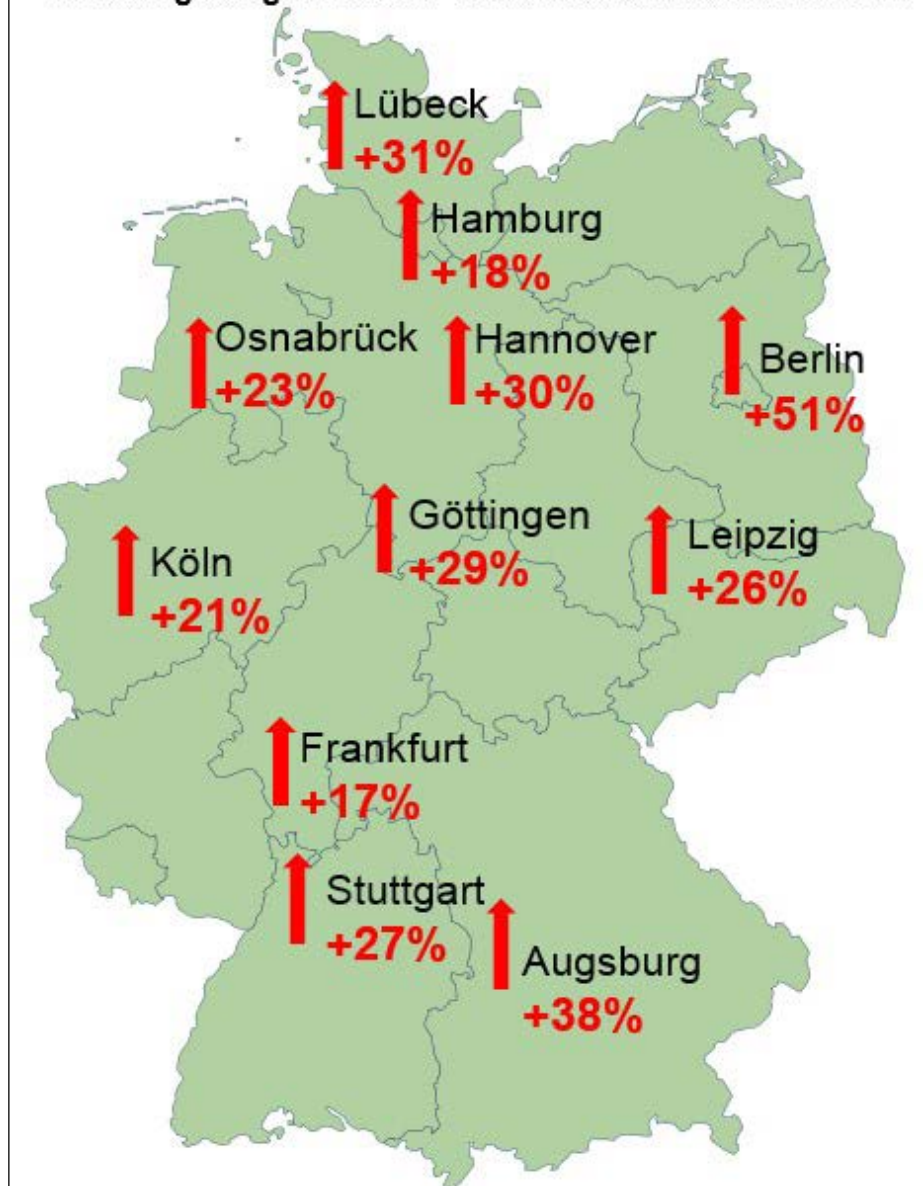 Lübeck
+31%
Hamburg
+18%
Osnabrück
+23%
Hannover
+30%
Berlin
+51%
Göttingen
+29%
Leipzig
+26%
Köln
+21%
Frankfurt
+17%
Stuttgart
+27%
Augsburg
+38%